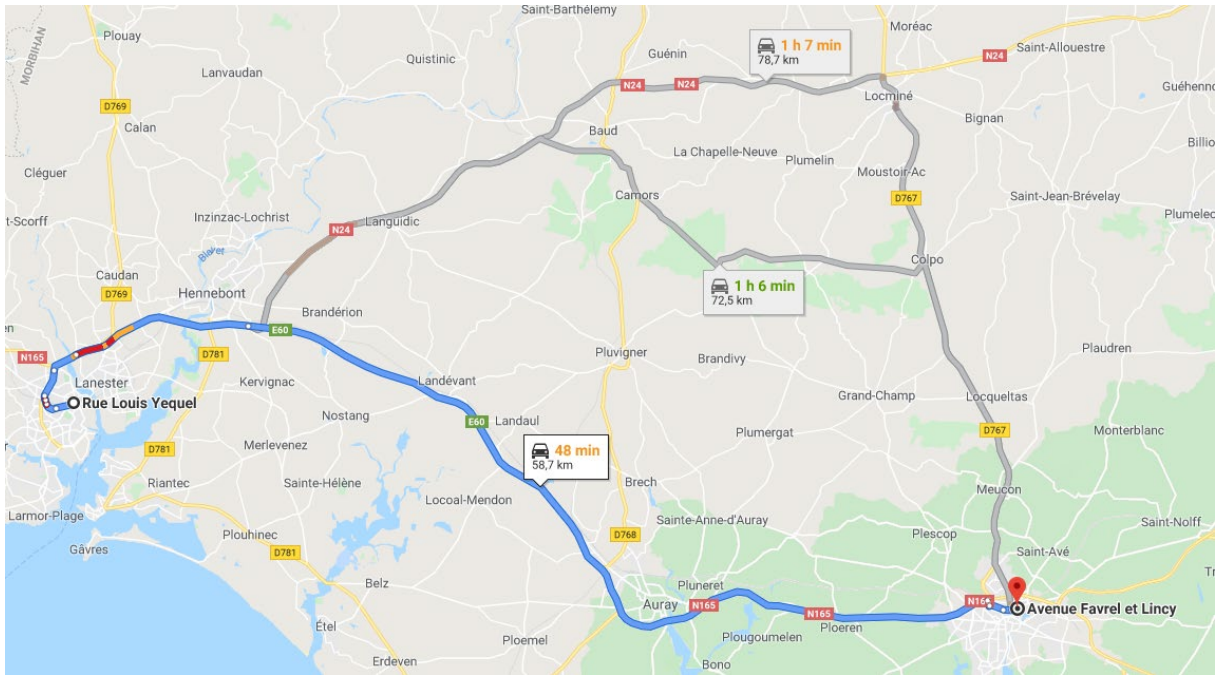 Saint-Barthélemy
Plouay
MORBIHAN
Quistinic
Guénin
1 h 7 min
78,7 km
Moréac
Saint-Allouestre
N24
Lanvaudan
N24
N24
Guéhenno
D769
Locminé
Calan
Baud
Bignan
La Chapelle-Neuve
Plumelin
Billio
Cléguer
Moustoir-Ac
Camors
D767
Saint-Jean-Brévelay
t-Scorff
Inzinzac-Lochrist
Languidic
Plumelec
N24
Blavet
Colpo
Caudan
D769
Hennebont
1 h 6 min
72,5 km
Brandérion
E60
en
N165
D781
Pluvigner
Brandivy
Plaudren
Lanester
Kervignac
Landévant
Rue Louis Yequel
Grand-Champ
Locqueltas
Nostang
E60
Landaul
D767
Monterblanc
er
D781
Merlevenez
48 min
58,7 km
Plumergat
Riantec
Sainte-Hélène
Brech
Meucon
Locoal-Mendon
Larmor-Plage
Sainte-Anne-d'Auray
Saint-Nolff
Plouhinec
D768
Plescop
Gâvres
D781
Saint-Avé
Belz
Pluneret
Tr
Auray
N165
N165
N16
Avenue Favrel et Lincy
Étel
Ploemel
Plougoumelen
Ploeren
Erdeven
Bono